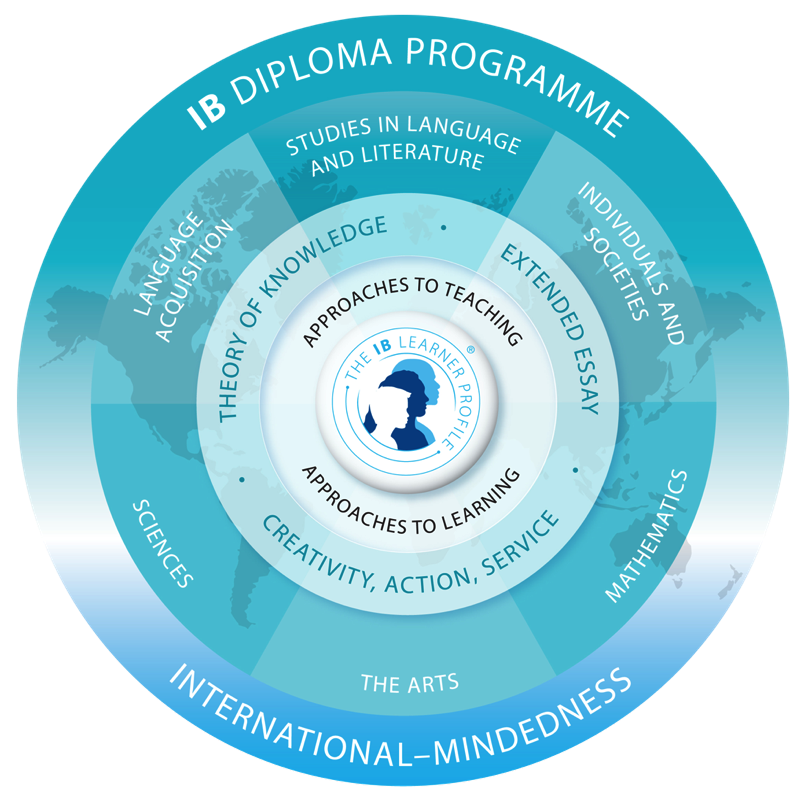 IB DIPLOMA PROGRAMME
STUDIES IN LANGUAGE
AND LITERATURE
LANGUAGE
ACQUISITION
INDIVIDUALS AND
SOCIETIES
THEORY OF KNOWLEDGE
EXTENDED ESSAY
APPROACHES TO TEACHING
THE IB LEARNER PROFILE
®
APPROACHES TO LEARNING
CREATIVITY, ACTION, SERVICE
SCIENCES
MATHEMATICS
THE ARTS
INTERNATIONAL–MINDEDNESS